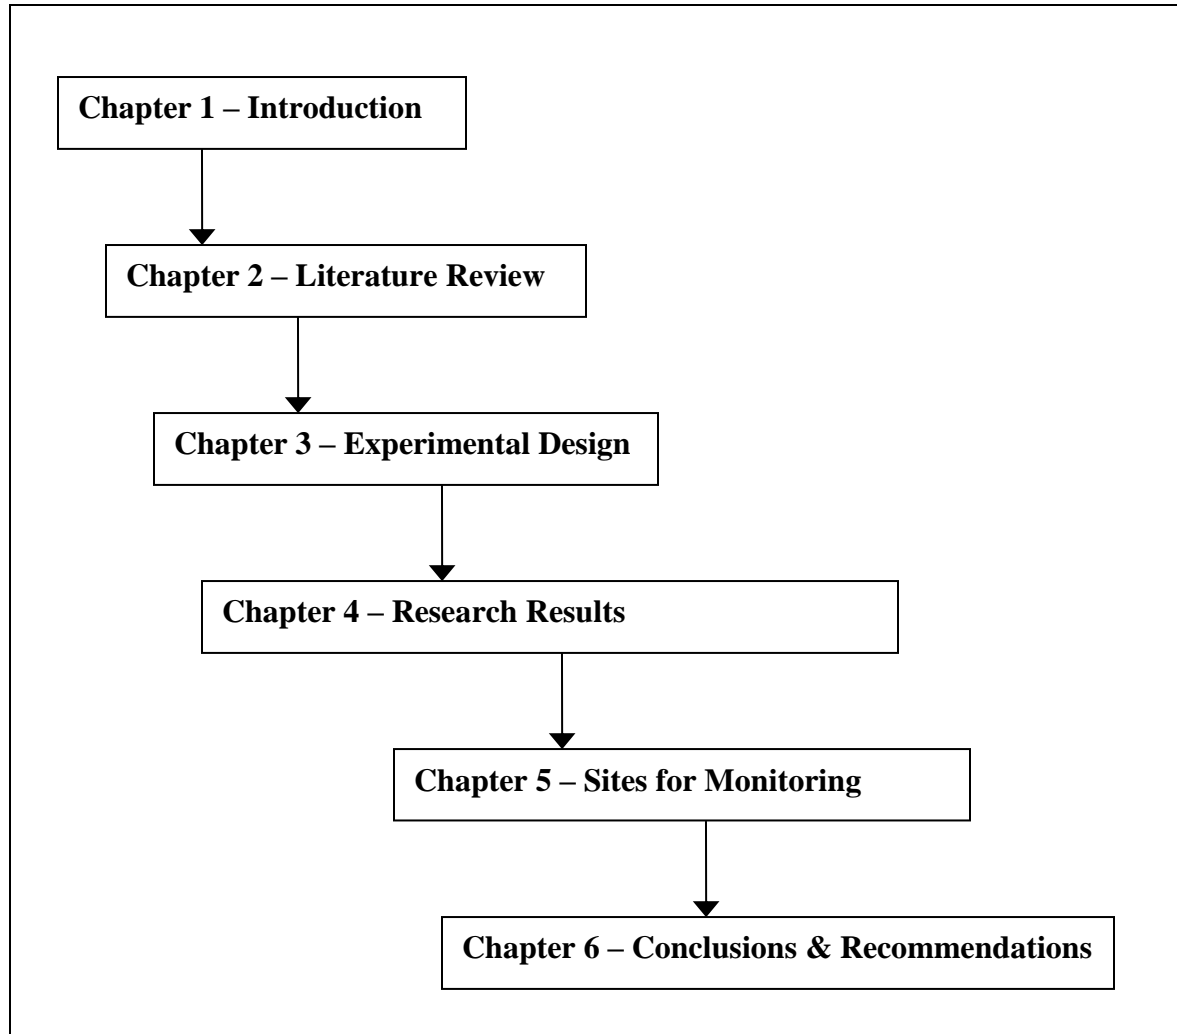 Chapter 1 – Introduction
Chapter 2 – Literature Review
Chapter 3 – Experimental Design
Chapter 4 – Research Results
Chapter 5 – Sites for Monitoring
Chapter 6 – Conclusions & Recommendations